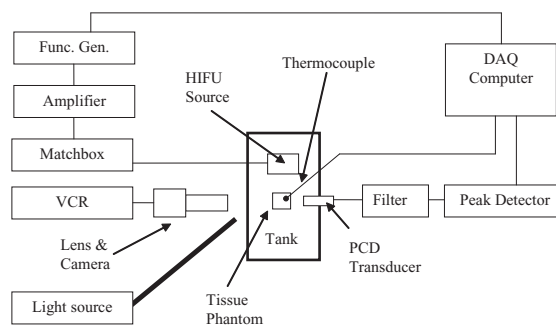 Func. Gen.
Amplifier
Matchbox
VCR
Lens &
Camera
Light source
HIFU
Source
Thermocouple
Tank
Tissue
Phantom
PCD
Transducer
Filter
Peak Detector
DAQ
Computer